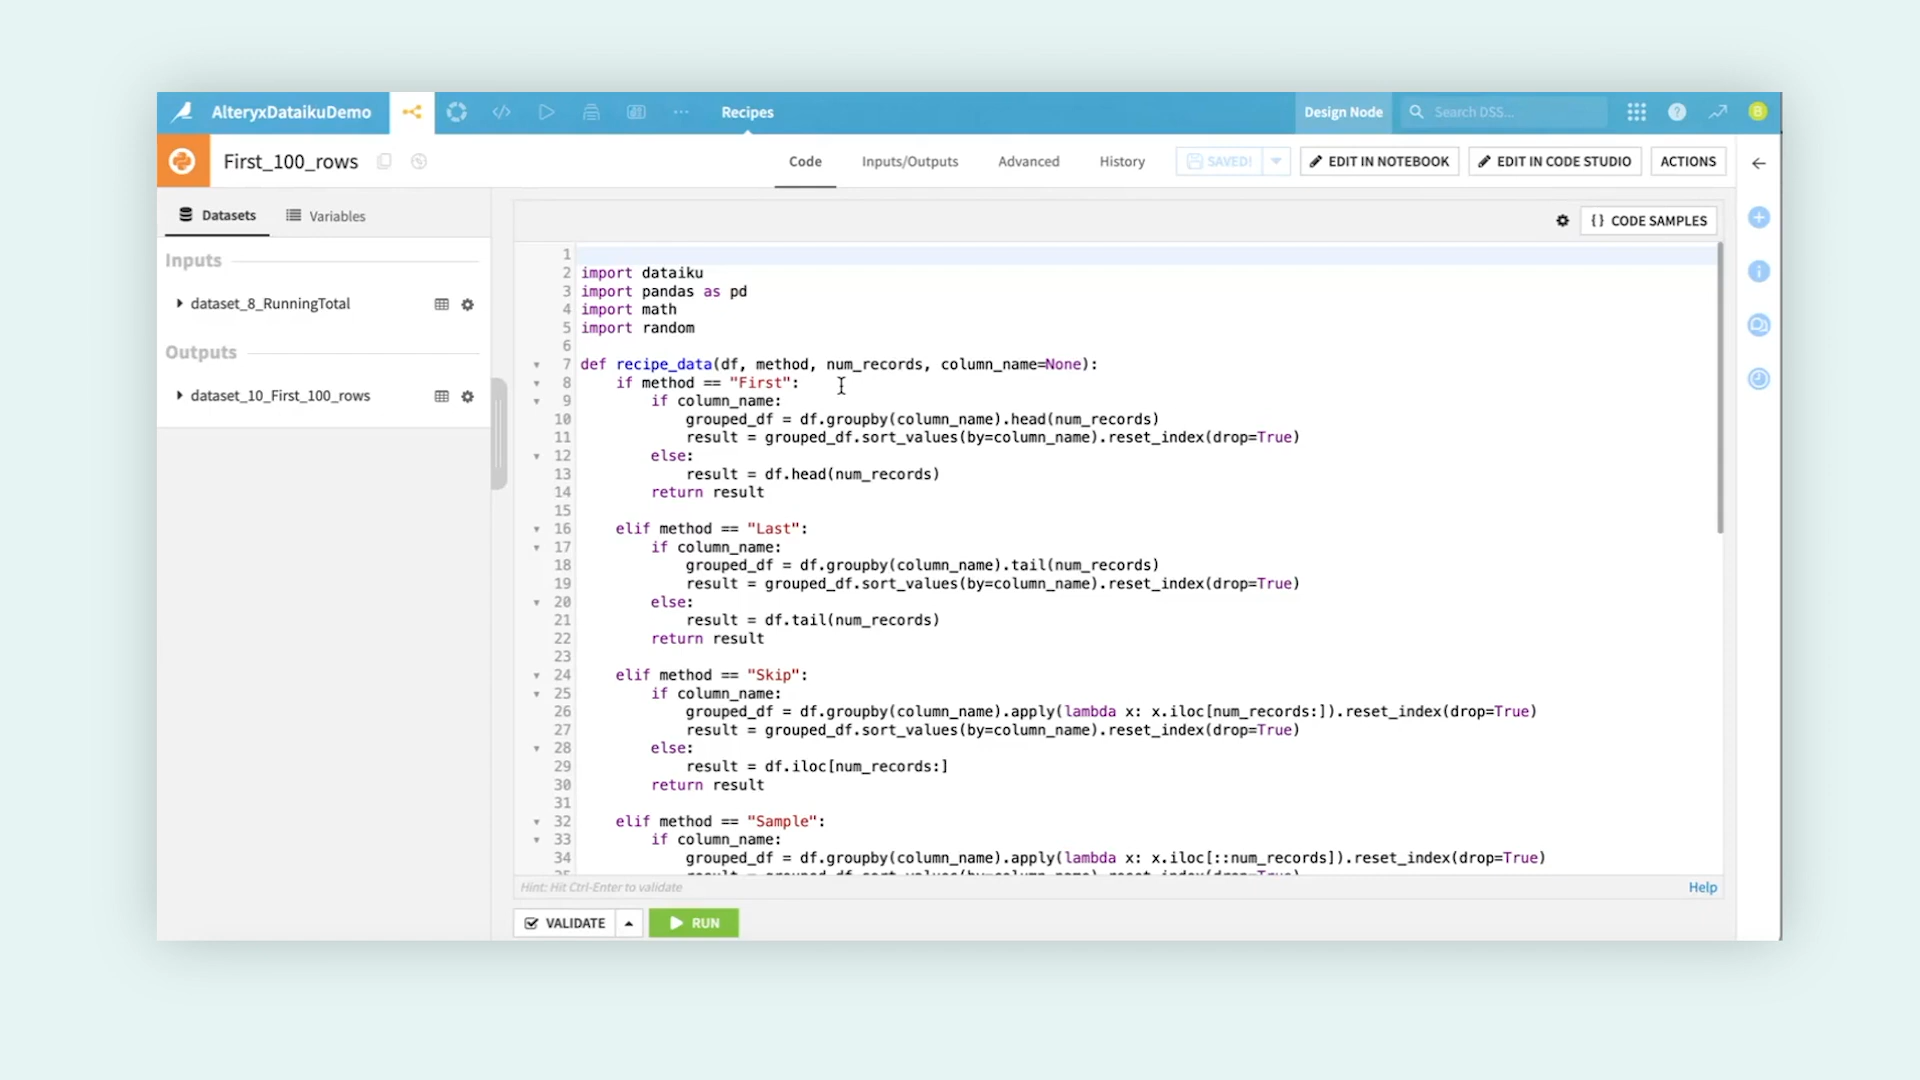 AlteryxDataikuDemo
Recipes
Design Node
Search DSS...
?
B
First_100_rows
Code
Inputs/Outputs
Advanced
History
SAVED!
EDIT IN NOTEBOOK
EDIT IN CODE STUDIO
ACTIONS
Datasets
Variables
{ } CODE SAMPLES
Inputs
dataset_8_RunningTotal
Outputs
dataset_10_First_100_rows
1
2 import dataiku
3 import pandas as pd
4 import math
5 import random
6
7 def recipe_data(df, method, num_records, column_name=None):
8     if method == "First":
9         if column_name:
10             grouped_df = df.groupby(column_name).head(num_records)
11             result = grouped_df.sort_values(by=column_name).reset_index(drop=True)
12         else:
13             result = df.head(num_records)
14         return result
15
16     elif method == "Last":
17         if column_name:
18             grouped_df = df.groupby(column_name).tail(num_records)
19             result = grouped_df.sort_values(by=column_name).reset_index(drop=True)
20         else:
21             result = df.tail(num_records)
22         return result
23
24     elif method == "Skip":
25         if column_name:
26             grouped_df = df.groupby(column_name).apply(lambda x: x.iloc[num_records:]).reset_index(drop=True)
27             result = grouped_df.sort_values(by=column_name).reset_index(drop=True)
28         else:
29             result = df.iloc[num_records:]
30         return result
31
32     elif method == "Sample":
33         if column_name:
34             grouped_df = df.groupby(column_name).apply(lambda x: x.iloc[::num_records]).reset_index(drop=True)
Hint: Hit Ctrl-Enter to validate
Help
VALIDATE
RUN